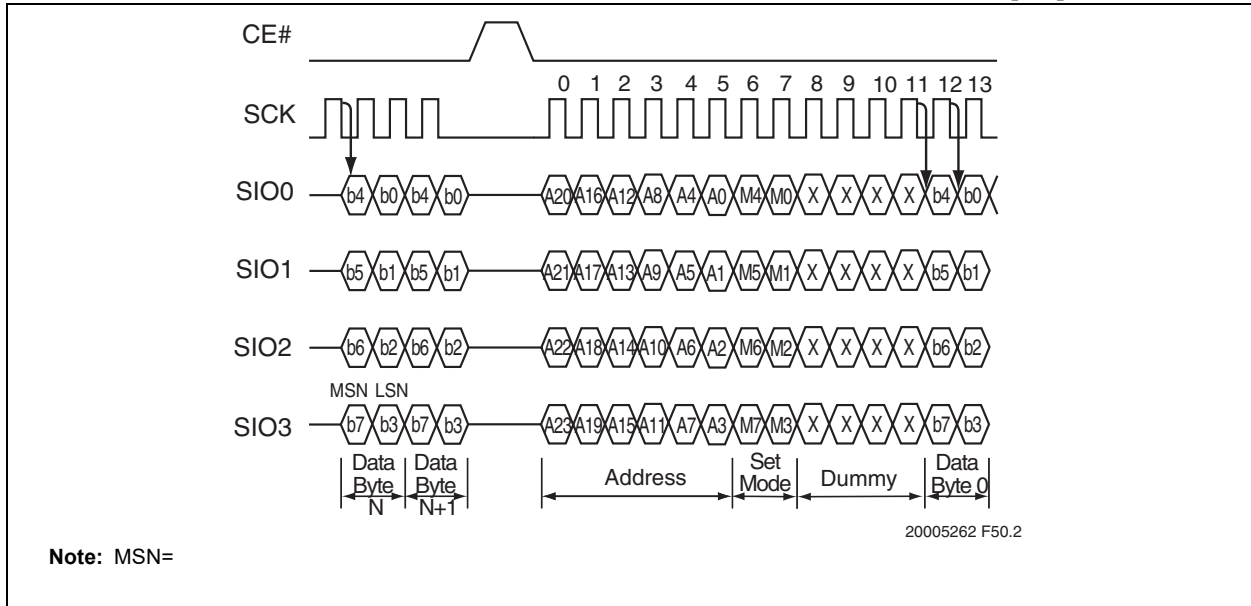 CE#
0 1 2 3 4 5 6 7 8 9 10 11 12 13
SCK
SIO0 b4 b0 b4 b0 A20 A16 A12 A8 A4 A0 M4 M0 X X X X b4 b0
SIO1 b5 b1 b5 b1 A21 A17 A13 A9 A5 A1 M5 M1 X X X X b5 b1
SIO2 b6 b2 b6 b2 A22 A18 A14 A10 A6 A2 M6 M2 X X X X b6 b2
MSN LSN
SIO3 b7 b3 b7 b3 A23 A19 A15 A11 A7 A3 M7 M3 X X X X b7 b3
Data Byte N
Data Byte N+1
Address
Set Mode
Dummy
Data Byte 0
20005262 F50.2
Note: MSN=